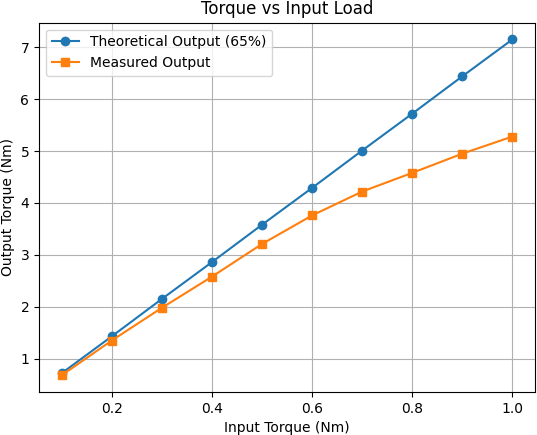 Torque vs Input Load
Theoretical Output (65%)
Measured Output
Output Torque (Nm)
7
6
5
4
3
2
1
0.2 0.4 0.6 0.8 1.0
Input Torque (Nm)